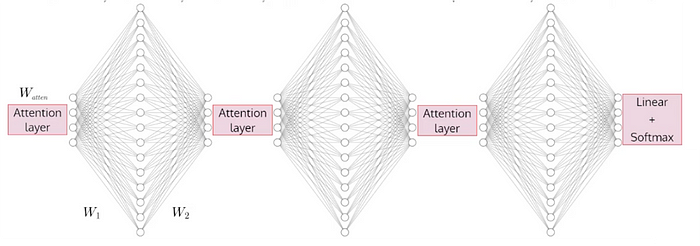 W_atten
Attention
layer
Attention
layer
Attention
layer
Linear
+
Softmax
W_1
W_2